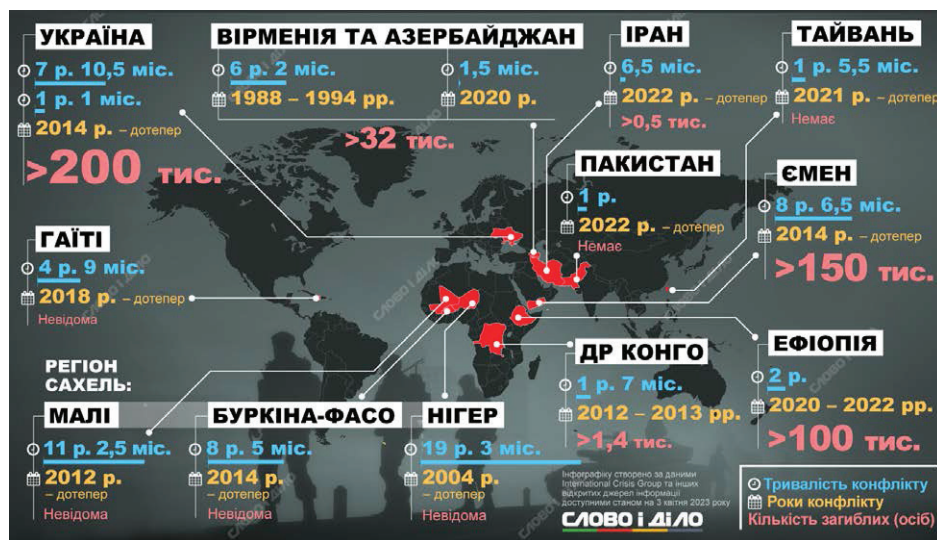 УКРАЇНА
7 р. 10,5 міс.
1 р. 1 міс.
2014 р. – дотепер
>200 тис.
ВІРМЕНІЯ ТА АЗЕРБАЙДЖАН
6 р. 2 міс.
1988 – 1994 рр.
1,5 міс.
2020 р.
>32 тис.
ІРАН
6,5 міс.
2022 р. – дотепер
>0,5 тис.
ТАЙВАНЬ
1 р. 5,5 міс.
2021 р. – дотепер
Немає
ПАКИСТАН
1 р.
2022 р. – дотепер
Немає
ЄМЕН
8 р. 6,5 міс.
2014 р. – дотепер
>150 тис.
ГАЇТІ
4 р. 9 міс.
2018 р. – дотепер
Невідома
РЕГІОН
САХЕЛЬ:
МАЛІ
11 р. 2,5 міс.
2012 р.
– дотепер
Невідома
БУРКІНА-ФАСО
8 р. 5 міс.
2014 р.
– дотепер
Невідома
НІГЕР
19 р. 3 міс.
2004 р.
– дотепер
Невідома
ДР КОНГО
1 р. 7 міс.
2012 – 2013 рр.
>1,4 тис.
ЕФІОПІЯ
2 р.
2020 – 2022 рр.
>100 тис.
Інфографіку створено за даними
International Crisis Group та інших
відкритих джерел інформації
доступними станом на 3 квітня 2023 року
СЛОВО і ДіЛО
Тривалість конфлікту
Роки конфлікту
Кількість загиблих (осіб)